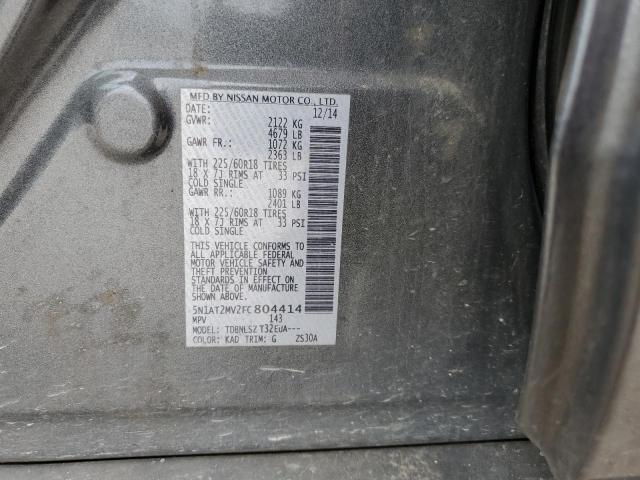 MFD BY NISSAN MOTOR CO., LTD.
DATE: 12/14
GVWR: 2122 KG
4679 LB
GAWR FR.: 1072 KG
2363 LB
WITH 225/60R18 TIRES
18 X 7J RIMS AT 33 PSI
COLD SINGLE
GAWR RR.: 1089 KG
2401 LB
WITH 225/60R18 TIRES
18 X 7J RIMS AT 33 PSI
COLD SINGLE
THIS VEHICLE CONFORMS TO
ALL APPLICABLE FEDERAL
MOTOR VEHICLE SAFETY AND
THEFT PREVENTION
STANDARDS IN EFFECT ON
THE DATE OF MANUFACTURE
SHOWN ABOVE.
5N1AT2MV2FC804414
MPV 143
MODEL: TDBNLSZ T32EUA---
COLOR: KAD TRIM: G ZS30A